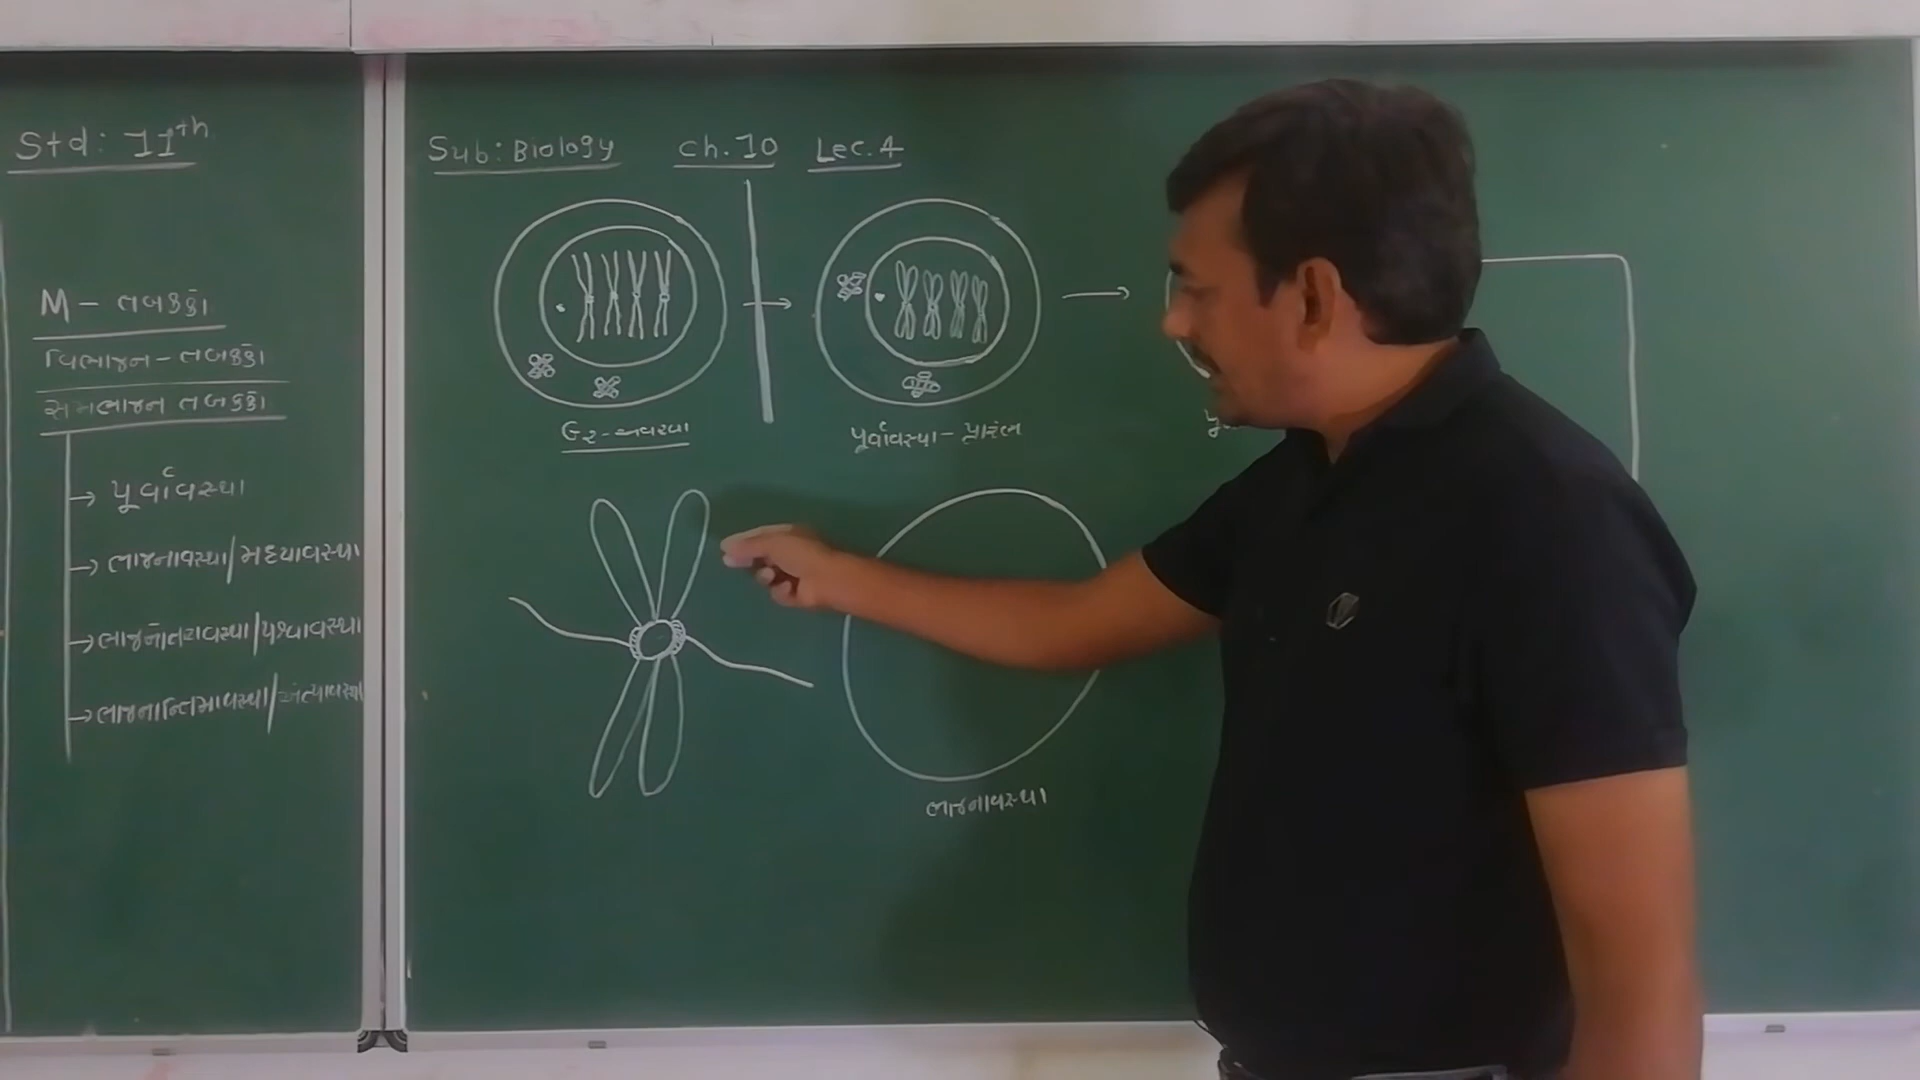 Std: 11th
M - તબક્કો
વિભાજન - તબક્કો
સમભાજન તબક્કો
→ પૂર્વાવસ્થા
→ ભાજનાવસ્થા/મધ્યાવસ્થા
→ ભાજનોત્તરાવસ્થા/પશ્ચાવસ્થા
→ ભાજનાન્તિમાવસ્થા/અંત્યાવસ્થા
Sub: Biology Ch.10 Lec.4
G2 - અવસ્થા
પૂર્વાવસ્થા - પ્રારંભ
ભાજનાવસ્થા